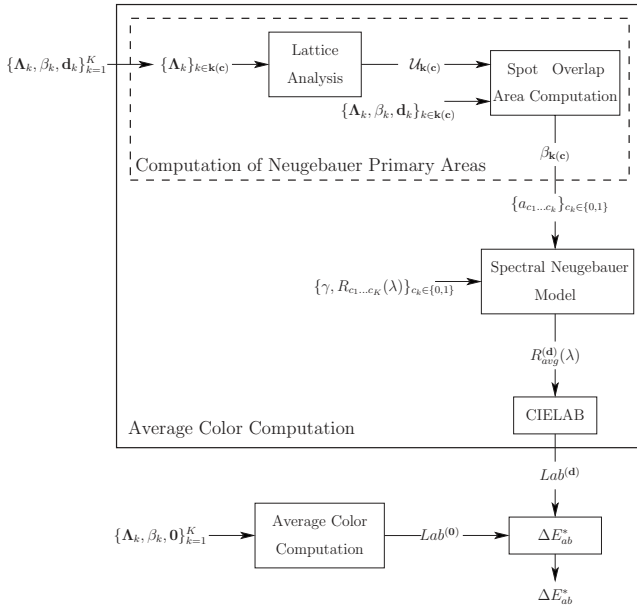 {Λ_k, β_k, d_k}_{k=1}^K
{Λ_k}_{k∈k(c)}
Lattice
Analysis
𝒰_{k(c)}
{Λ_k, β_k, d_k}_{k∈k(c)}
Spot Overlap
Area Computation
Computation of Neugebauer Primary Areas
β_{k(c)}
{a_{c_1...c_k}}_{c_k∈{0,1}}
{γ, R_{c_1...c_K}(λ)}_{c_k∈{0,1}}
Spectral Neugebauer
Model
R_{avg}^{(d)}(λ)
CIELAB
Average Color Computation
Lab^{(d)}
{Λ_k, β_k, 0}_{k=1}^K
Average Color
Computation
Lab^{(0)}
ΔE_{ab}^*
ΔE_{ab}^*